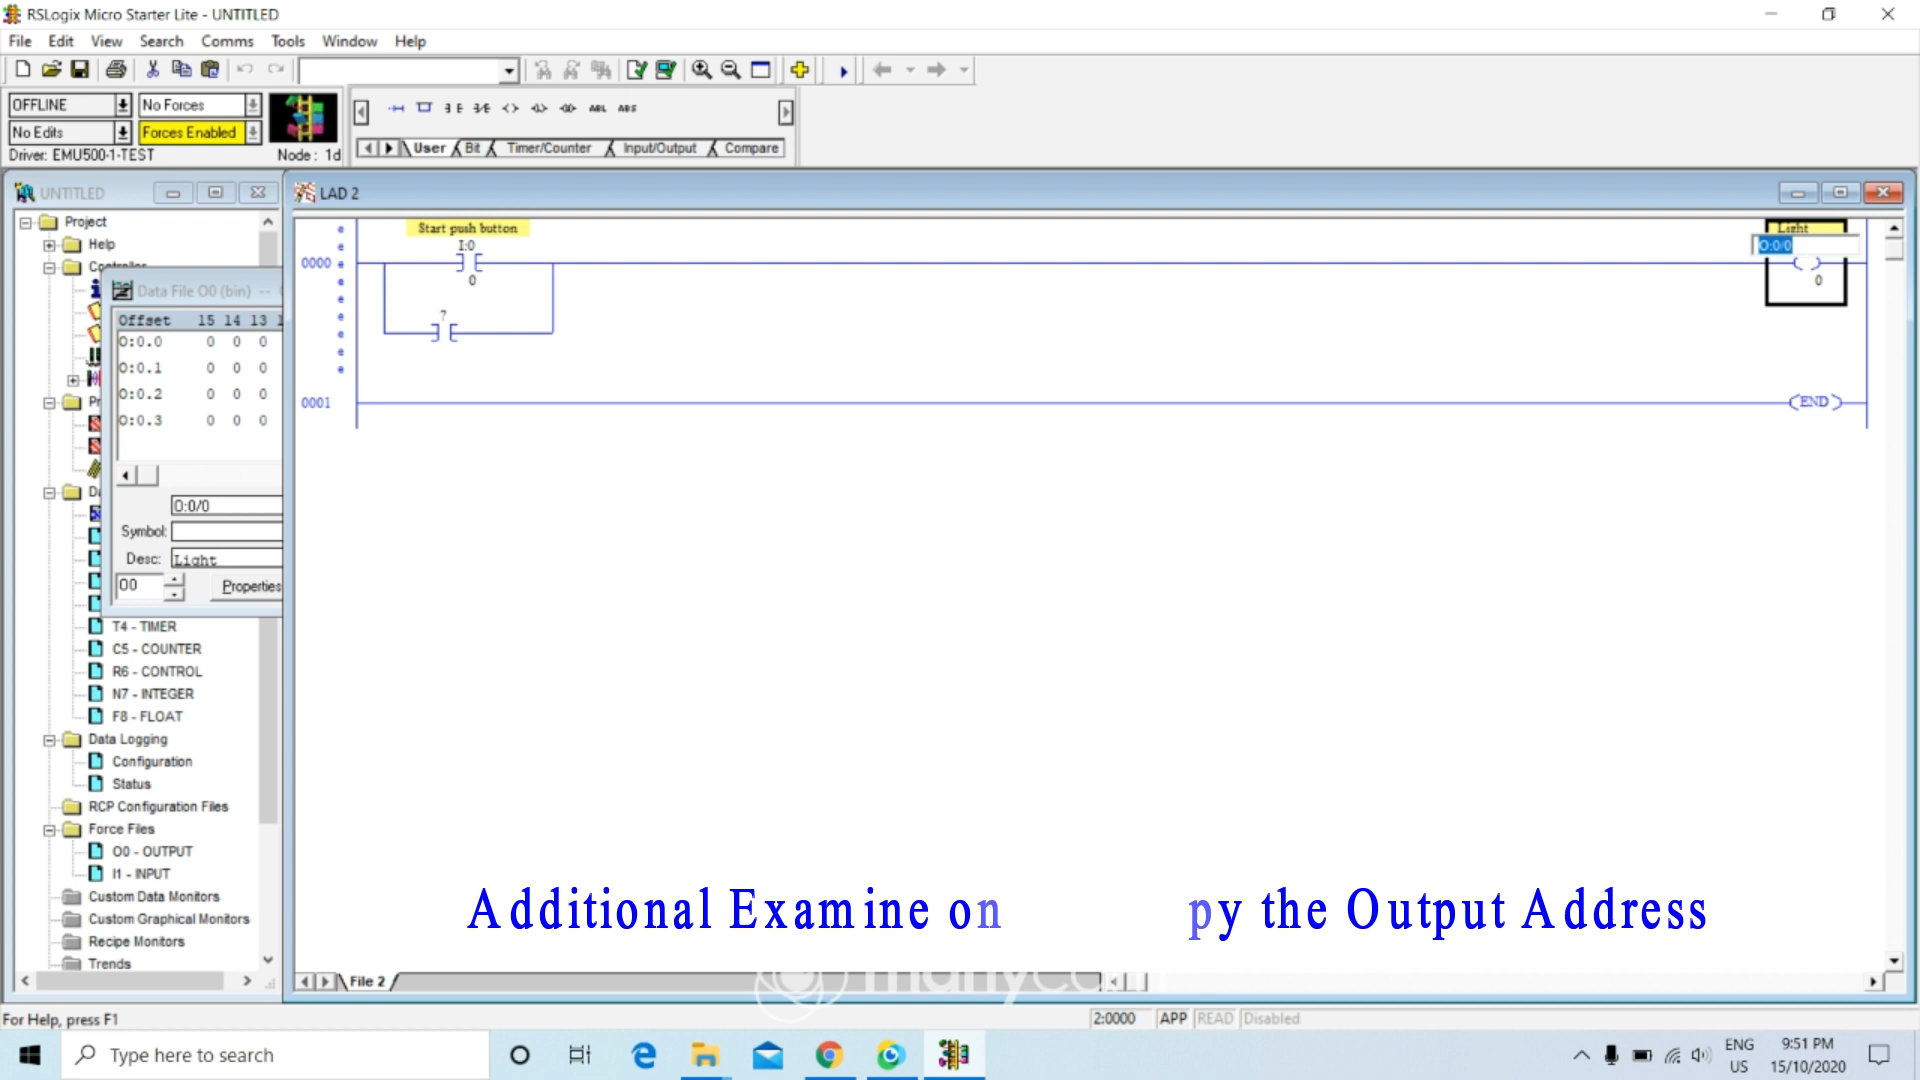 RSLogix Micro Starter Lite - UNTITLED
File Edit View Search Comms Tools Window Help
OFFLINE No Forces
No Edits Forces Enabled
Driver: EMU500-1-TEST Node : 1d
ABL ABS
User Bit Timer/Counter Input/Output Compare
UNTITLED
LAD 2
Project
Help
Controller
Data File O0 (bin) --
Offset 15 14 13 1
O:0.0 0 0 0
O:0.1 0 0 0
O:0.2 0 0 0
O:0.3 0 0 0
O:0/0
Symbol:
Desc: Light
O0 Properties
T4 - TIMER
C5 - COUNTER
R6 - CONTROL
N7 - INTEGER
F8 - FLOAT
Data Logging
Configuration
Status
RCP Configuration Files
Force Files
O0 - OUTPUT
I1 - INPUT
Custom Data Monitors
Custom Graphical Monitors
Recipe Monitors
Trends
Start push button
I:0
0
0000
e
e
e
e
e
e
e
e
e
?
Light
O:0/0
0
0001
END
Additional Examine on py the Output Address
manycam
File 2
For Help, press F1
2:0000 APP READ Disabled
Type here to search
ENG
US
9:51 PM
15/10/2020